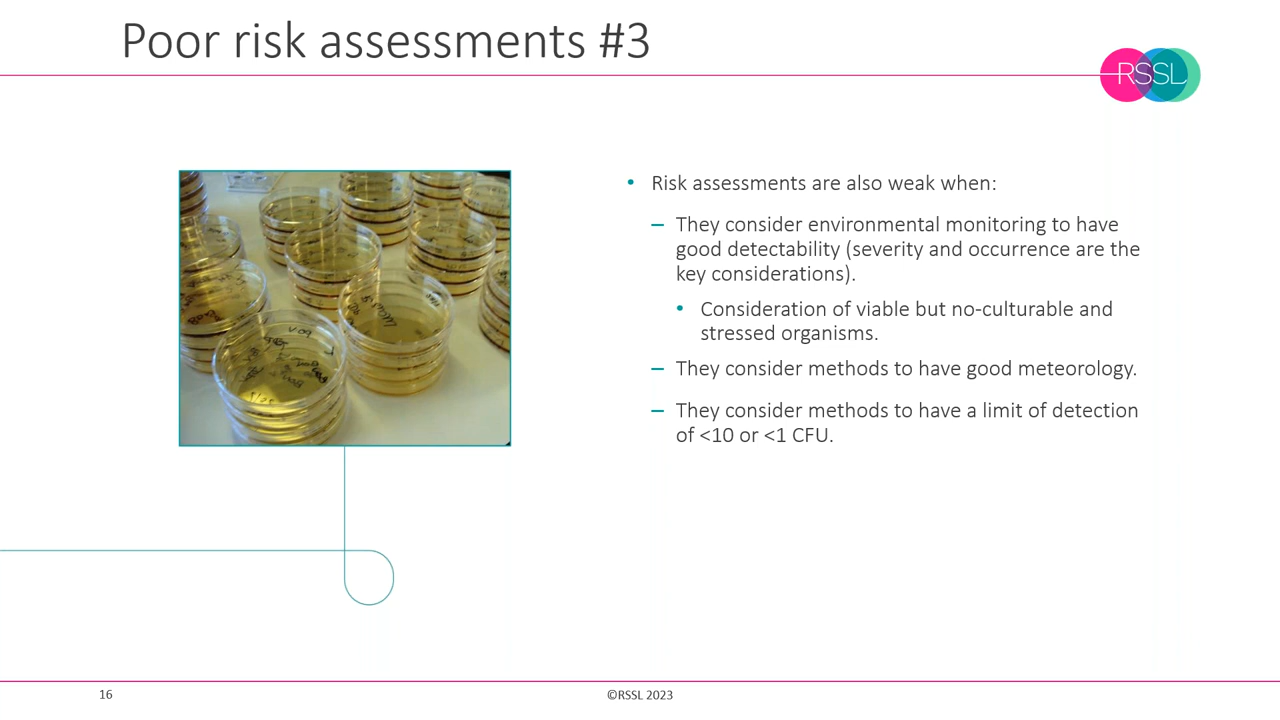 Poor risk assessments #3
RSSL
• Risk assessments are also weak when:
– They consider environmental monitoring to have
good detectability (severity and occurrence are the
key considerations).
• Consideration of viable but no-culturable and
stressed organisms.
– They consider methods to have good meteorology.
– They consider methods to have a limit of detection
of <10 or <1 CFU.
16
©RSSL 2023